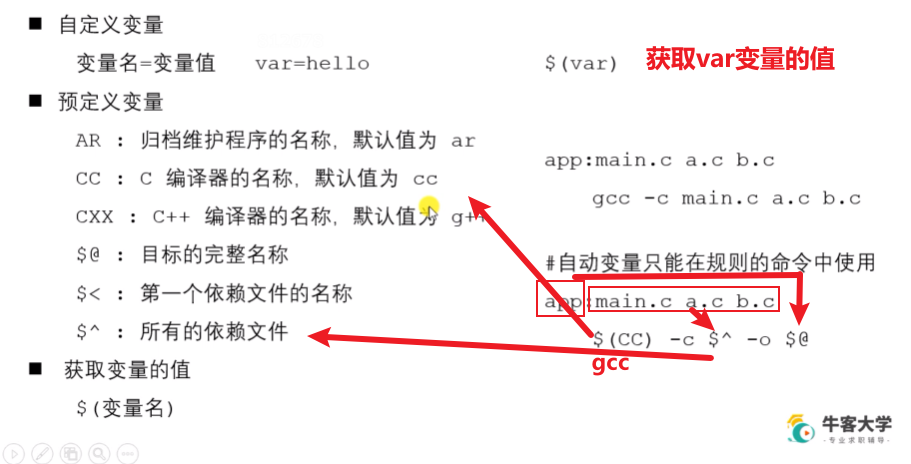 ■ 自定义变量
变量名=变量值 var=hello $(var) 获取var变量的值
■ 预定义变量
AR : 归档维护程序的名称，默认值为 ar
CC : C 编译器的名称，默认值为 cc
CXX : C++ 编译器的名称，默认值为 g++
$@ : 目标的完整名称
$< : 第一个依赖文件的名称
$^ : 所有的依赖文件
■ 获取变量的值
$(变量名)
app:main.c a.c b.c
gcc -c main.c a.c b.c
#自动变量只能在规则的命令中使用
app:main.c a.c b.c
$(CC) -c $^ -o $@
gcc
牛客大学
-专业求职辅导-